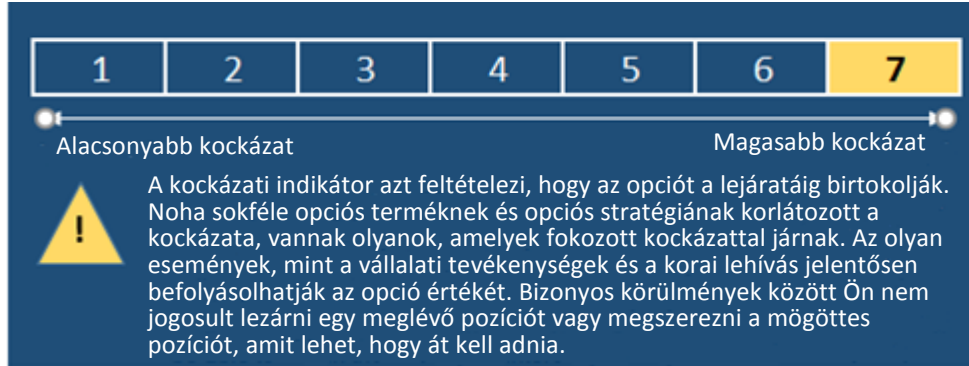 1 2 3 4 5 6 7
Alacsonyabb kockázat Magasabb kockázat
A kockázati indikátor azt feltételezi, hogy az opciót a lejáratáig birtokolják.
Noha sokféle opciós terméknek és opciós stratégiának korlátozott a
kockázata, vannak olyanok, amelyek fokozott kockázattal járnak. Az olyan
események, mint a vállalati tevékenységek és a korai lehívás jelentősen
befolyásolhatják az opció értékét. Bizonyos körülmények között Ön nem
jogosult lezárni egy meglévő pozíciót vagy megszerezni a mögöttes
pozíciót, amit lehet, hogy át kell adnia.
!